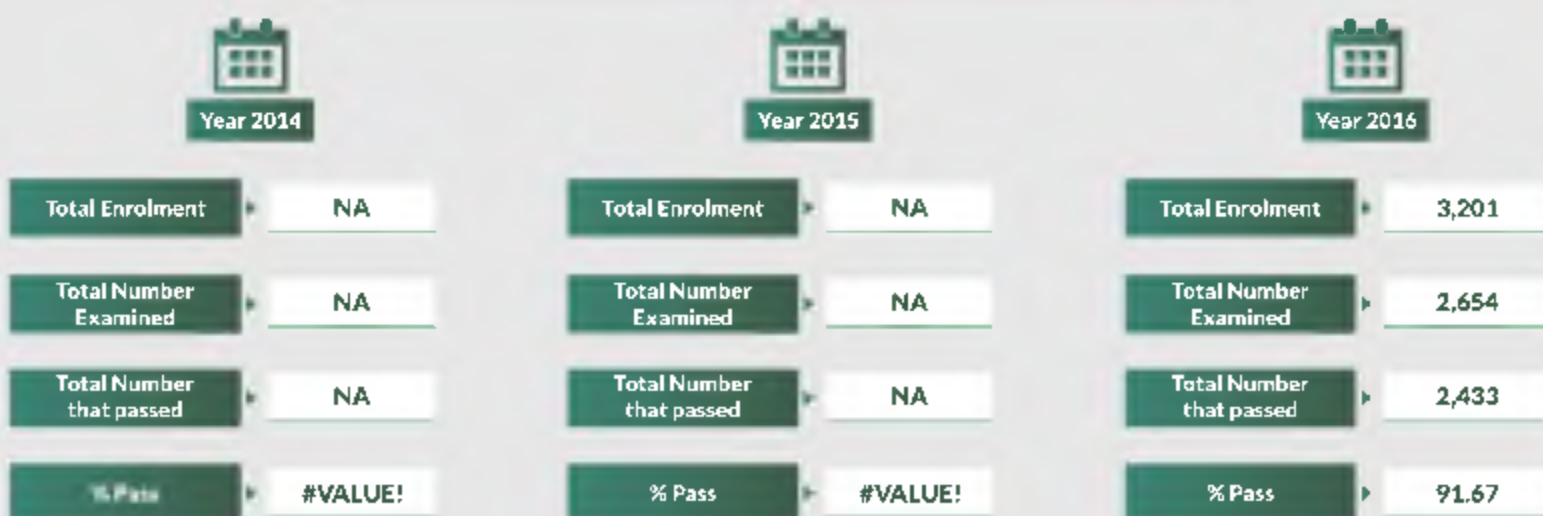 Year 2014
Year 2015
Year 2016
Total Enrolment NA
Total Enrolment NA
Total Enrolment 3,201
Total Number
Examined
NA
Total Number
Examined
NA
Total Number
Examined
2,654
Total Number
that passed
NA
Total Number
that passed
NA
Total Number
that passed
2,433
% Pass #VALUE!
% Pass #VALUE!
% Pass 91.67